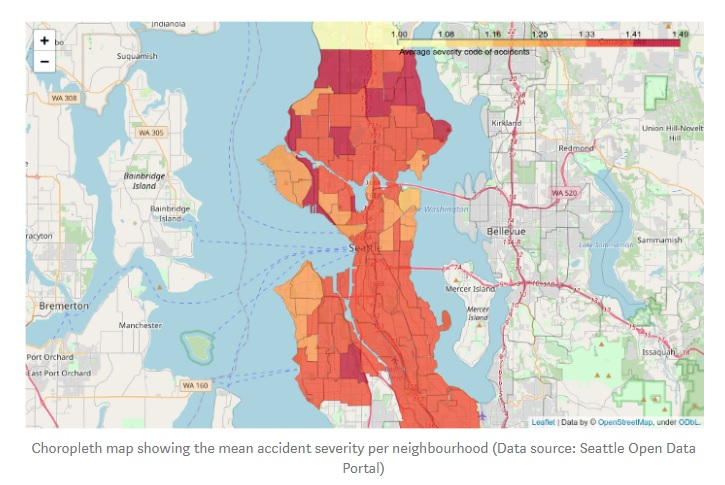 Indianola
+
−
Suquamish
1.00 1.08 1.16 1.25 1.33 1.41 1.49
Average severity code of accidents
WA 308
WA 305
Kirkland
Union Hill-Novelt
Hill
Redmond
Bainbridge
Island
WA 520
Bainbridge
Island
Washington
racyton
Seattle
Bellevue
Lake Sammamish
Sammamish
Mercer Island
Bremerton
Mercer
Island
Manchester
Issaquah
Port Orchard
East Port Orchard
WA 160
Leaflet | Data by © OpenStreetMap, under ODbL.
Choropleth map showing the mean accident severity per neighbourhood (Data source: Seattle Open Data
Portal)